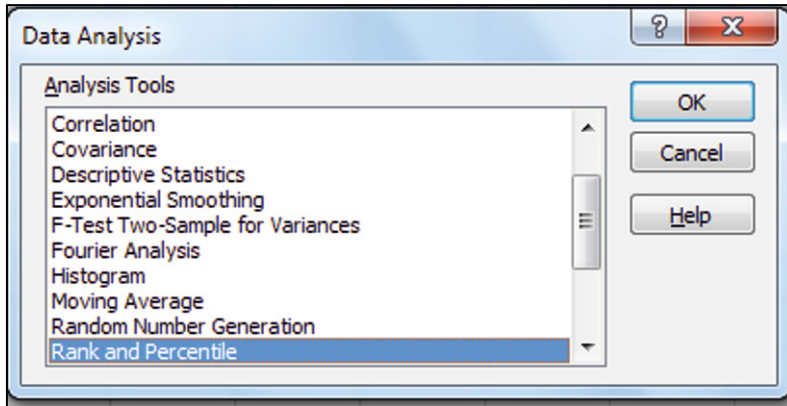 Data Analysis
?
X
Analysis Tools
Correlation
Covariance
Descriptive Statistics
Exponential Smoothing
F-Test Two-Sample for Variances
Fourier Analysis
Histogram
Moving Average
Random Number Generation
Rank and Percentile
OK
Cancel
Help